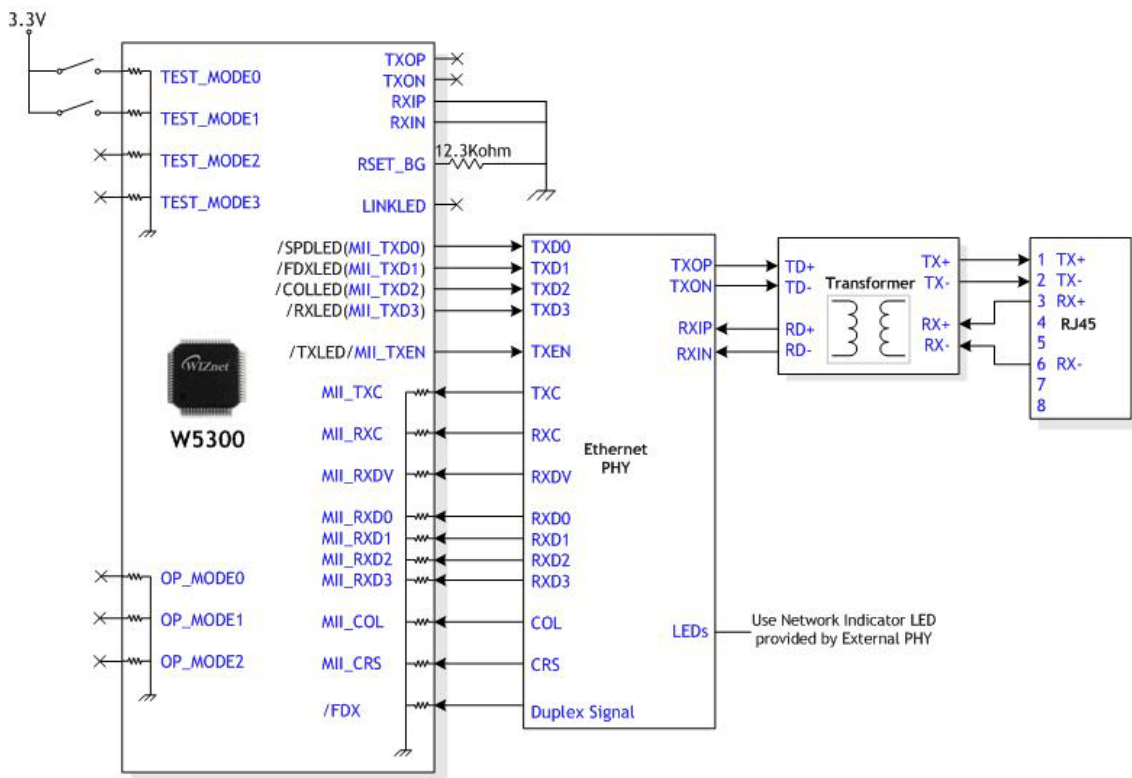 3.3V
TEST_MODE0
TEST_MODE1
TEST_MODE2
TEST_MODE3
WIZnet
W5300
OP_MODE0
OP_MODE1
OP_MODE2
TXOP
TXON
RXIP
RXIN
12.3Kohm
RSET_BG
LINKLED
/SPDLED(MII_TXD0)
/FDXLED(MII_TXD1)
/COLLED(MII_TXD2)
/RXLED(MII_TXD3)
/TXLED/MII_TXEN
MII_TXC
MII_RXC
MII_RXDV
MII_RXD0
MII_RXD1
MII_RXD2
MII_RXD3
MII_COL
MII_CRS
/FDX
TXD0
TXD1
TXD2
TXD3
TXEN
TXC
RXC
RXDV
RXD0
RXD1
RXD2
RXD3
COL
CRS
Duplex Signal
Ethernet
PHY
TXOP
TXON
RXIP
RXIN
LEDs
Use Network Indicator LED
provided by External PHY
TD+
TD-
RD+
RD-
Transformer
TX+
TX-
RX+
RX-
1 TX+
2 TX-
3 RX+
4
RJ45
5
6 RX-
7
8